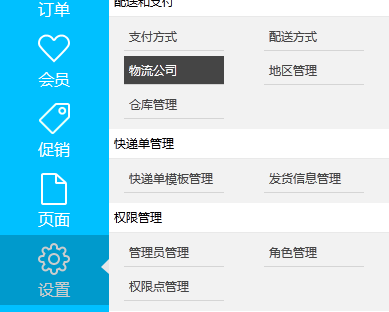 订单
会员
促销
页面
设置
配送和支付
支付方式 配送方式
物流公司 地区管理
仓库管理
快递单管理
快递单模板管理 发货信息管理
权限管理
管理员管理 角色管理
权限点管理